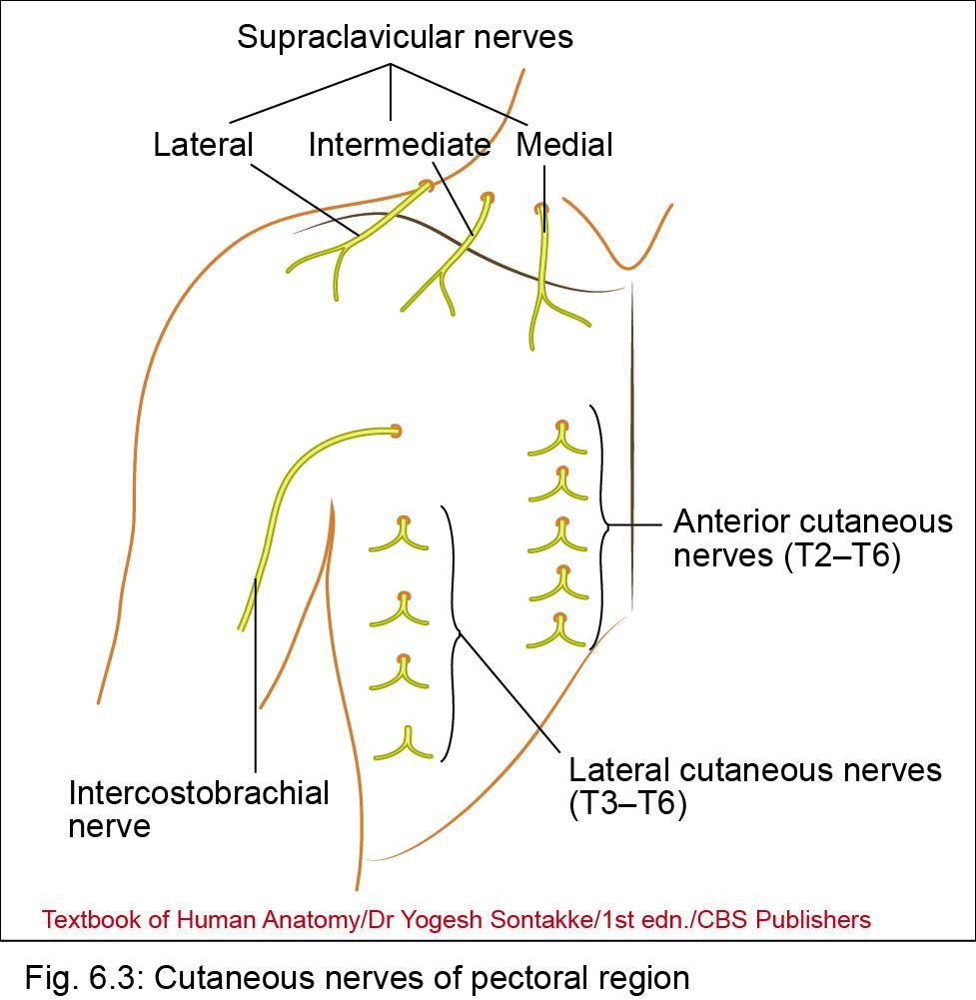 Supraclavicular nerves
Lateral
Intermediate
Medial
Anterior cutaneous
nerves (T2–T6)
Lateral cutaneous nerves
(T3–T6)
Intercostobrachial
nerve
Textbook of Human Anatomy/Dr Yogesh Sontakke/1st edn./CBS Publishers
Fig. 6.3: Cutaneous nerves of pectoral region